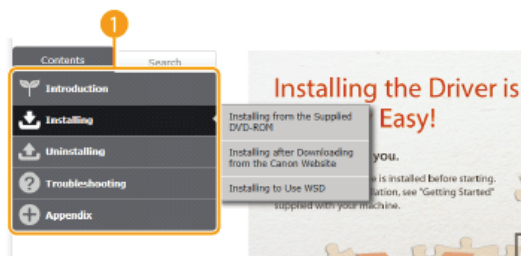 1
Contents
Search
Introduction
Installing
Uninstalling
Troubleshooting
Appendix
Installing from the Supplied
DVD-ROM
Installing after Downloading
from the Canon Website
Installing to Use WSD
Installing the Driver is
Easy!
you.
is installed before starting.
see "Getting Started"
supplied with your machine.